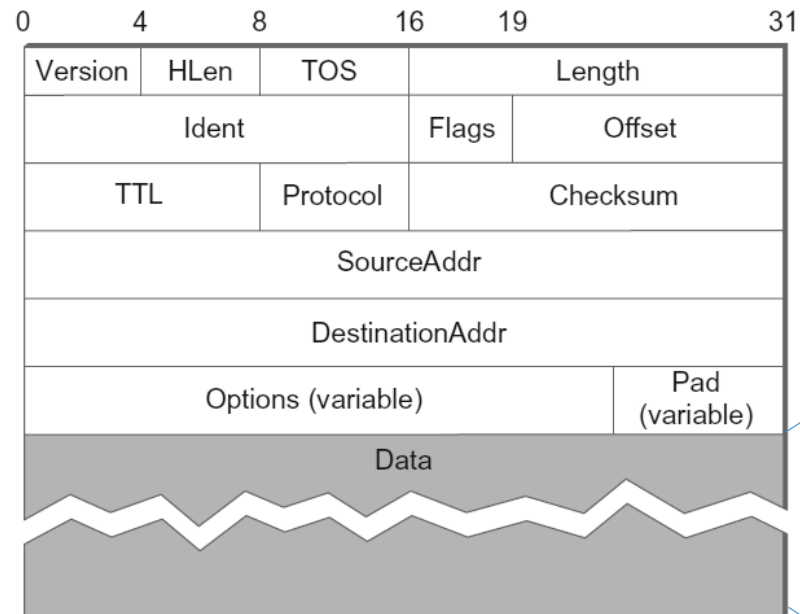 0 4 8 16 19 31
Version HLen TOS Length
Ident Flags Offset
TTL Protocol Checksum
SourceAddr
DestinationAddr
Options (variable) Pad
(variable)
Data